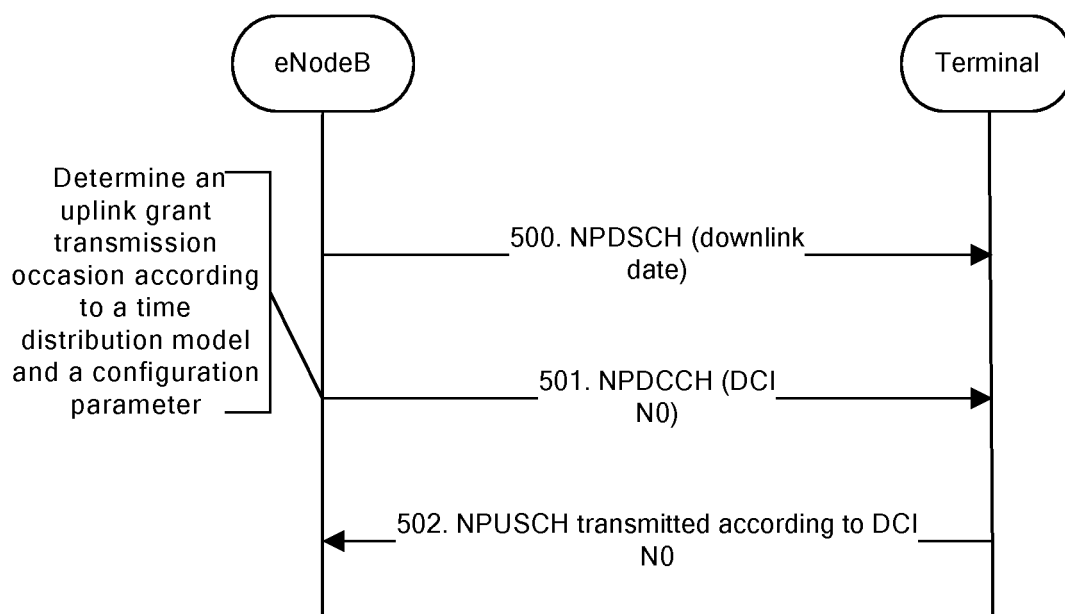 eNodeB
Terminal
Determine an
uplink grant
transmission
occasion according
to a time
distribution model
and a configuration
parameter
500. NPDSCH (downlink
date)
501. NPDCCH (DCI
N0)
502. NPUSCH transmitted according to DCI
N0